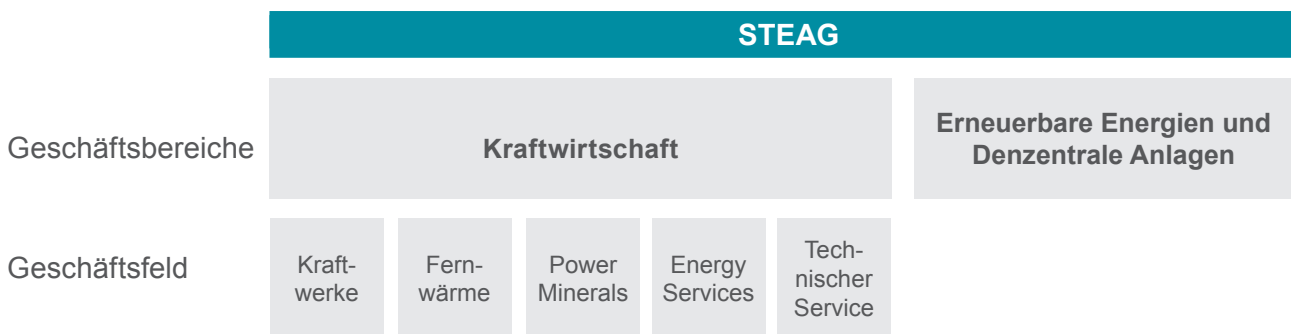 STEAG
Geschäftsbereiche
Kraftwirtschaft
Erneuerbare Energien und
Denzentrale Anlagen
Geschäftsfeld
Kraft-
werke
Fern-
wärme
Power
Minerals
Energy
Services
Tech-
nischer
Service